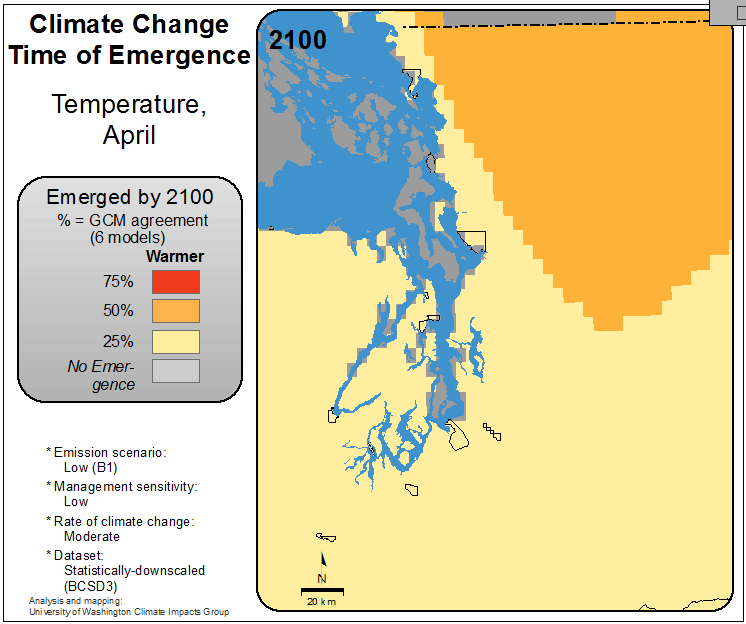 Climate Change
Time of Emergence
Temperature,
April
Emerged by 2100
% = GCM agreement
(6 models)
Warmer
75%
50%
25%
No Emer-
gence
* Emission scenario:
Low (B1)
* Management sensitivity:
Low
* Rate of climate change:
Moderate
* Dataset:
Statistically-downscaled
(BCSD3)
Analysis and mapping:
University of Washington Climate Impacts Group
2100
N
20 km